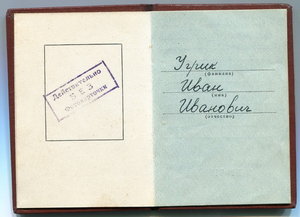 Действительно
БЕЗ
Фотокарточки
Угрик
(фамилия)
Иван
(имя)
Иванович
(отчество)